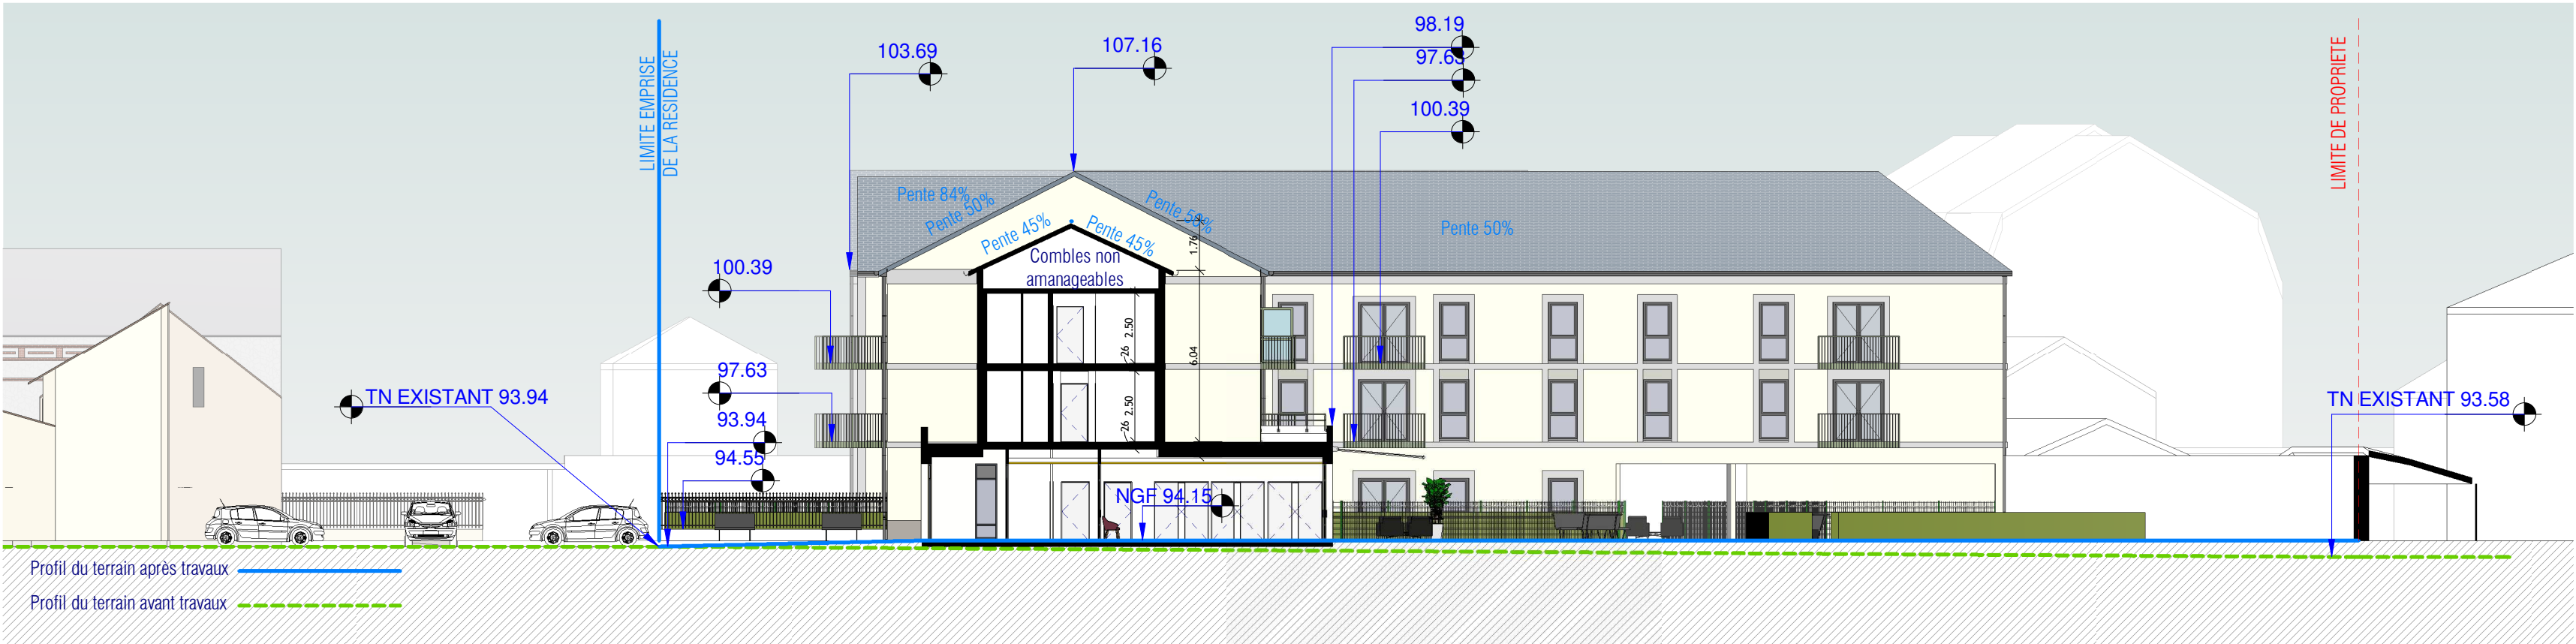 98.19
103.69
107.16
97.63
100.39
LIMITE EMPRISE
DE LA RESIDENCE
LIMITE DE PROPRIETE
Pente 84%
Pente 50%
Pente 50%
Pente 45%
Pente 45%
Pente 50%
1.76
Combles non
amanageables
100.39
2.50
26
6.04
97.63
TN EXISTANT 93.94
TN EXISTANT 93.58
2.50
26
93.94
94.55
NGF 94.15
Profil du terrain après travaux
Profil du terrain avant travaux